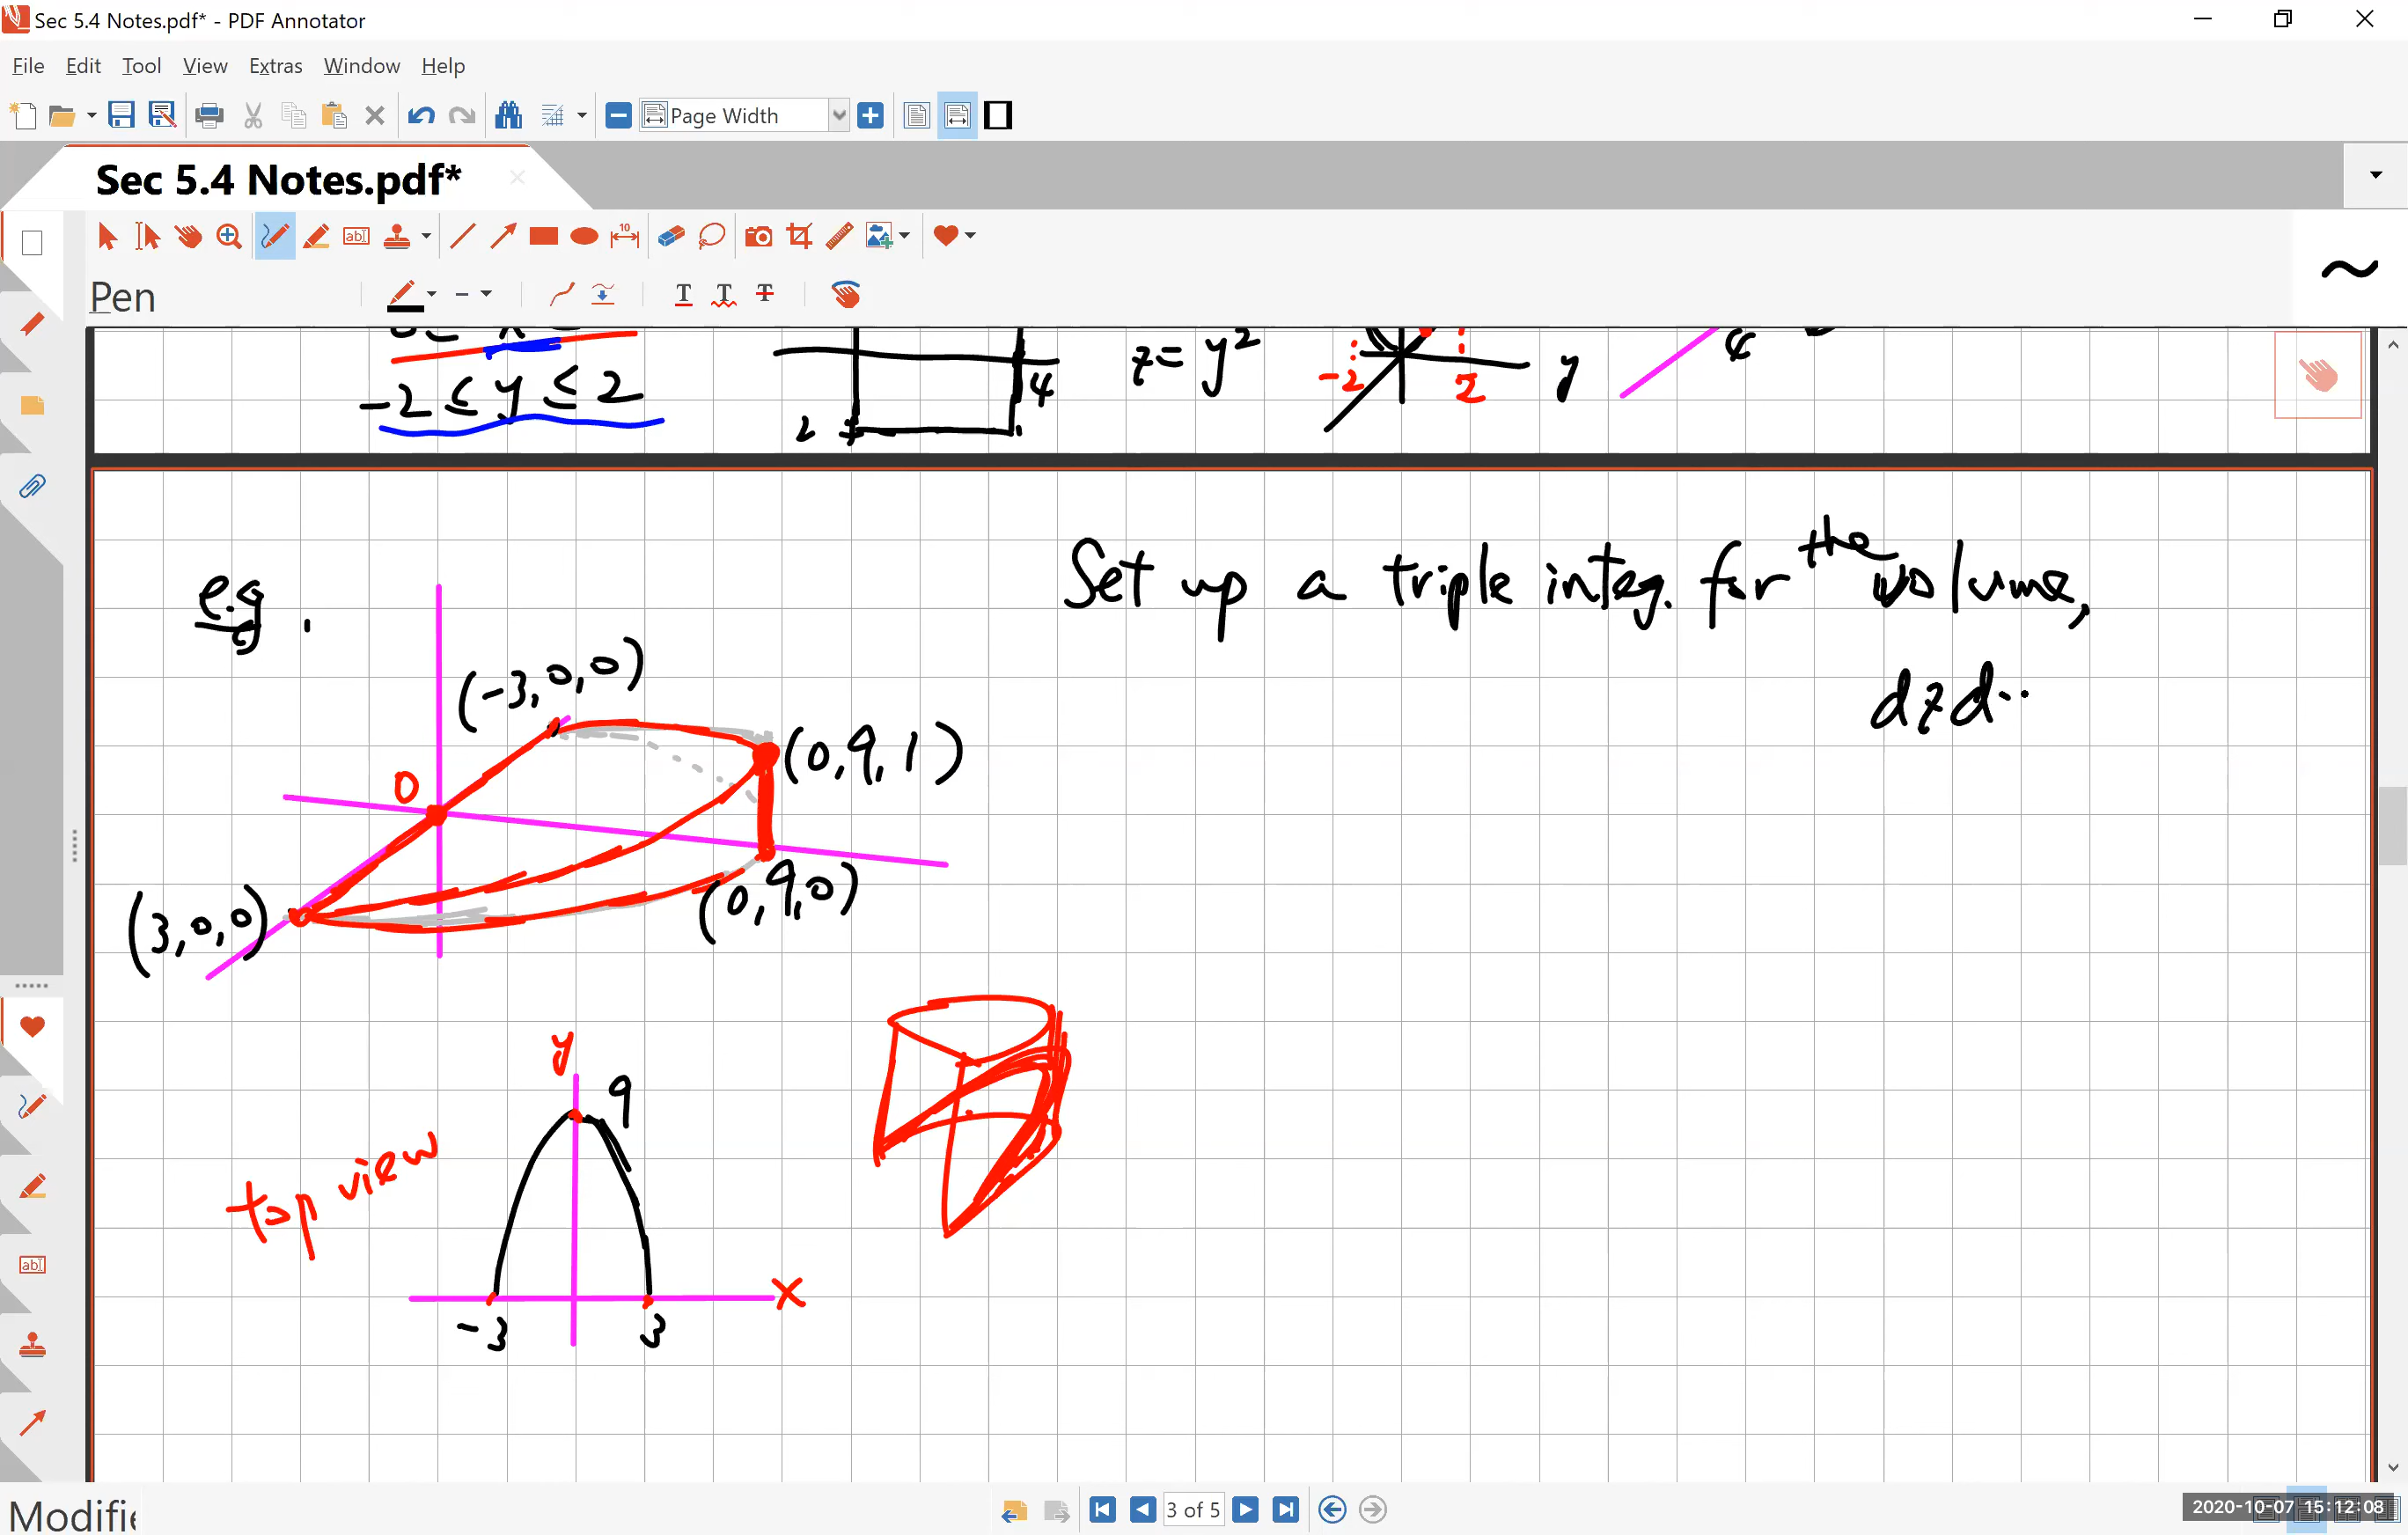 Sec 5.4 Notes.pdf* - PDF Annotator
File Edit Tool View Extras Window Help
Page Width
Sec 5.4 Notes.pdf*
Pen
-2 ≤ y ≤ 2
2
4
z = y²
-2
2
y
4
e.g.
Set up a triple integ. for the volume,
dzd..
(-3,0,0)
(0,9,1)
0
(0,9,0)
(3,0,0)
y
9
top view
x
-3
3
3 of 5
2020-10-07 15:12:08